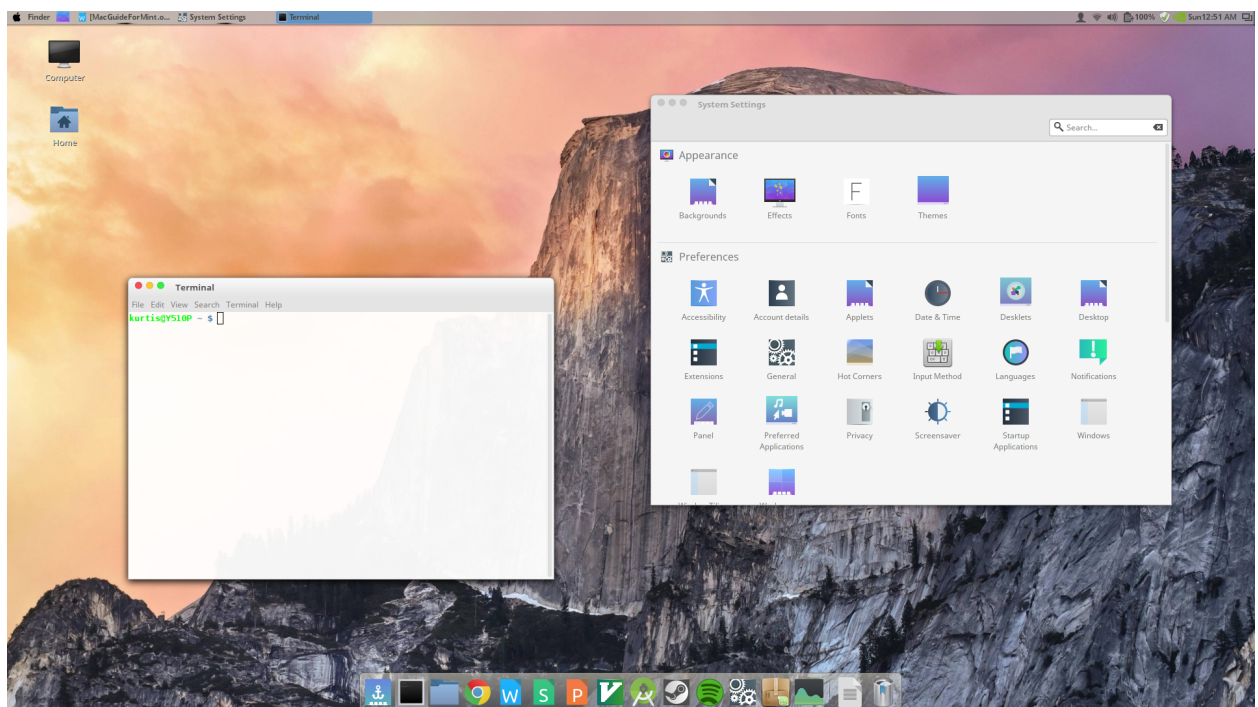 Finder [MacGuideForMint.o... System Settings Terminal 100% Sun12:51 AM
Computer
Home
System Settings
Search...
Appearance
Backgrounds Effects Fonts Themes
Preferences
Accessibility Account details Applets Date & Time Desklets Desktop
Extensions General Hot Corners Input Method Languages Notifications
Panel Preferred Applications Privacy Screensaver Startup Applications Windows
Terminal
File Edit View Search Terminal Help
kurtis@Y510P ~ $
W S P V